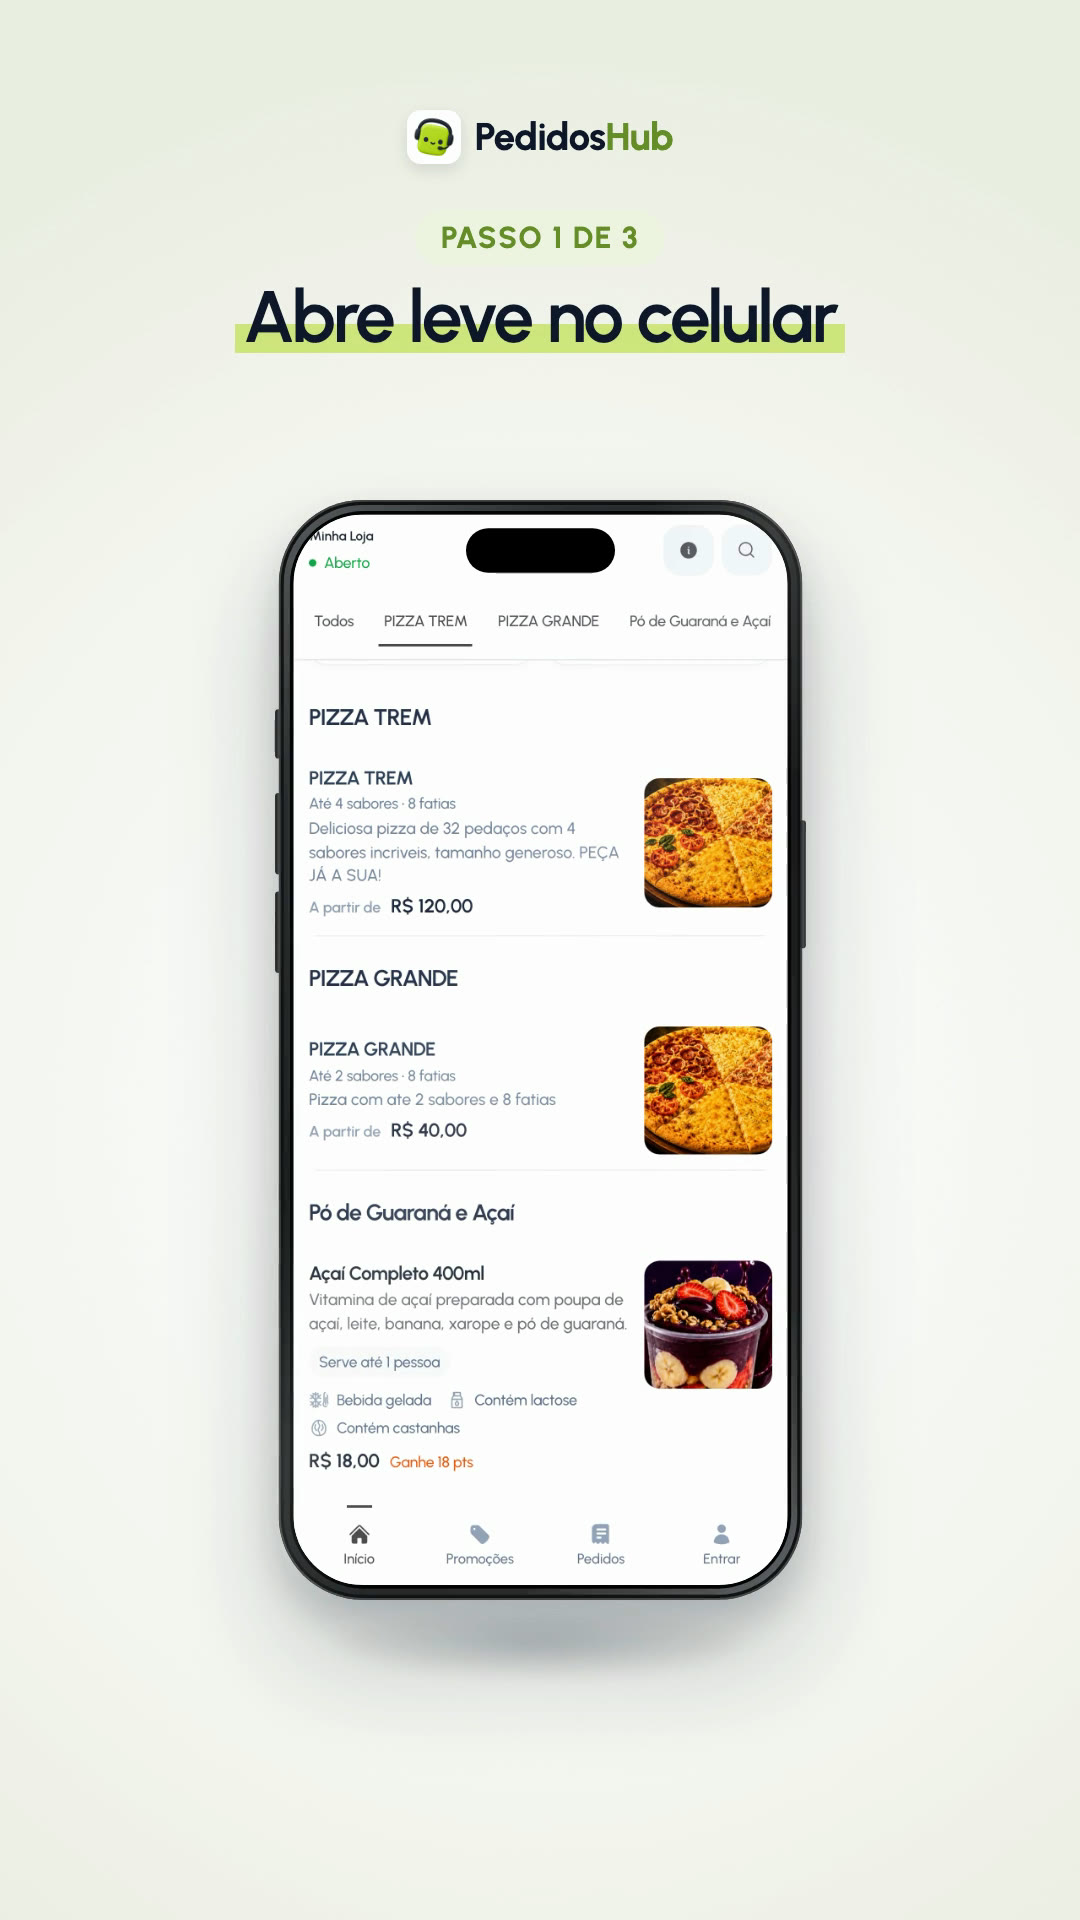 PedidosHub
PASSO 1 DE 3
Abre leve no celular
Minha Loja
Aberto
Todos
PIZZA TREM
PIZZA GRANDE
Pó de Guaraná e Açaí
PIZZA TREM
PIZZA TREM
Até 4 sabores · 8 fatias
Deliciosa pizza de 32 pedaços com 4
sabores incriveis, tamanho generoso. PEÇA
JÁ A SUA!
A partir de R$ 120,00
PIZZA GRANDE
PIZZA GRANDE
Até 2 sabores · 8 fatias
Pizza com ate 2 sabores e 8 fatias
A partir de R$ 40,00
Pó de Guaraná e Açaí
Açaí Completo 400ml
Vitamina de açaí preparada com poupa de
açaí, leite, banana, xarope e pó de guaraná.
Serve até 1 pessoa
Bebida gelada
Contém lactose
Contém castanhas
R$ 18,00 Ganhe 18 pts
Início
Promoções
Pedidos
Entrar